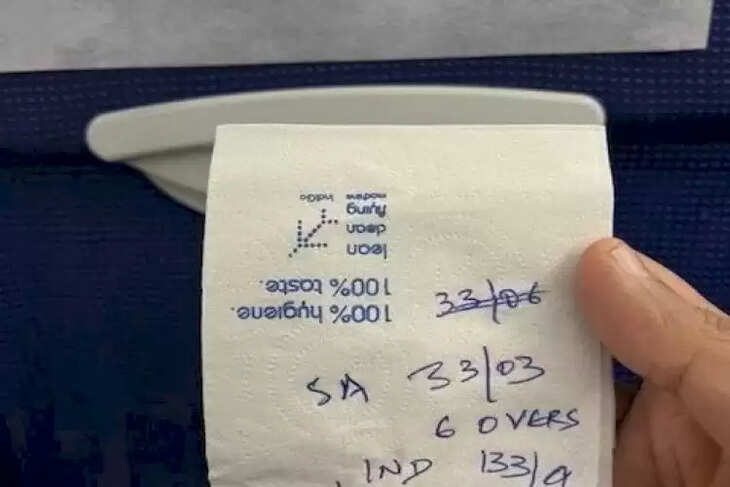 33/06
SA 33/03
6 OVERS
IND 133/9
100% hygiene.
100% taste.
lean
clean
flying
machine IndiGo